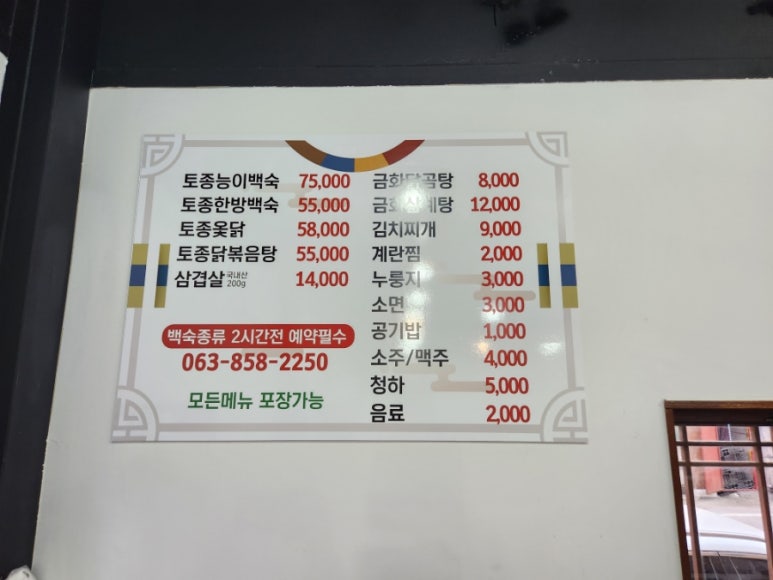 토종능이백숙 75,000
토종한방백숙 55,000
토종옻닭 58,000
토종닭볶음탕 55,000
삼겹살 국내산 200g 14,000
백숙종류 2시간전 예약필수
063-858-2250
모든메뉴 포장가능
금화닭곰탕 8,000
금화삼계탕 12,000
김치찌개 9,000
계란찜 2,000
누룽지 3,000
소면 3,000
공기밥 1,000
소주/맥주 4,000
청하 5,000
음료 2,000